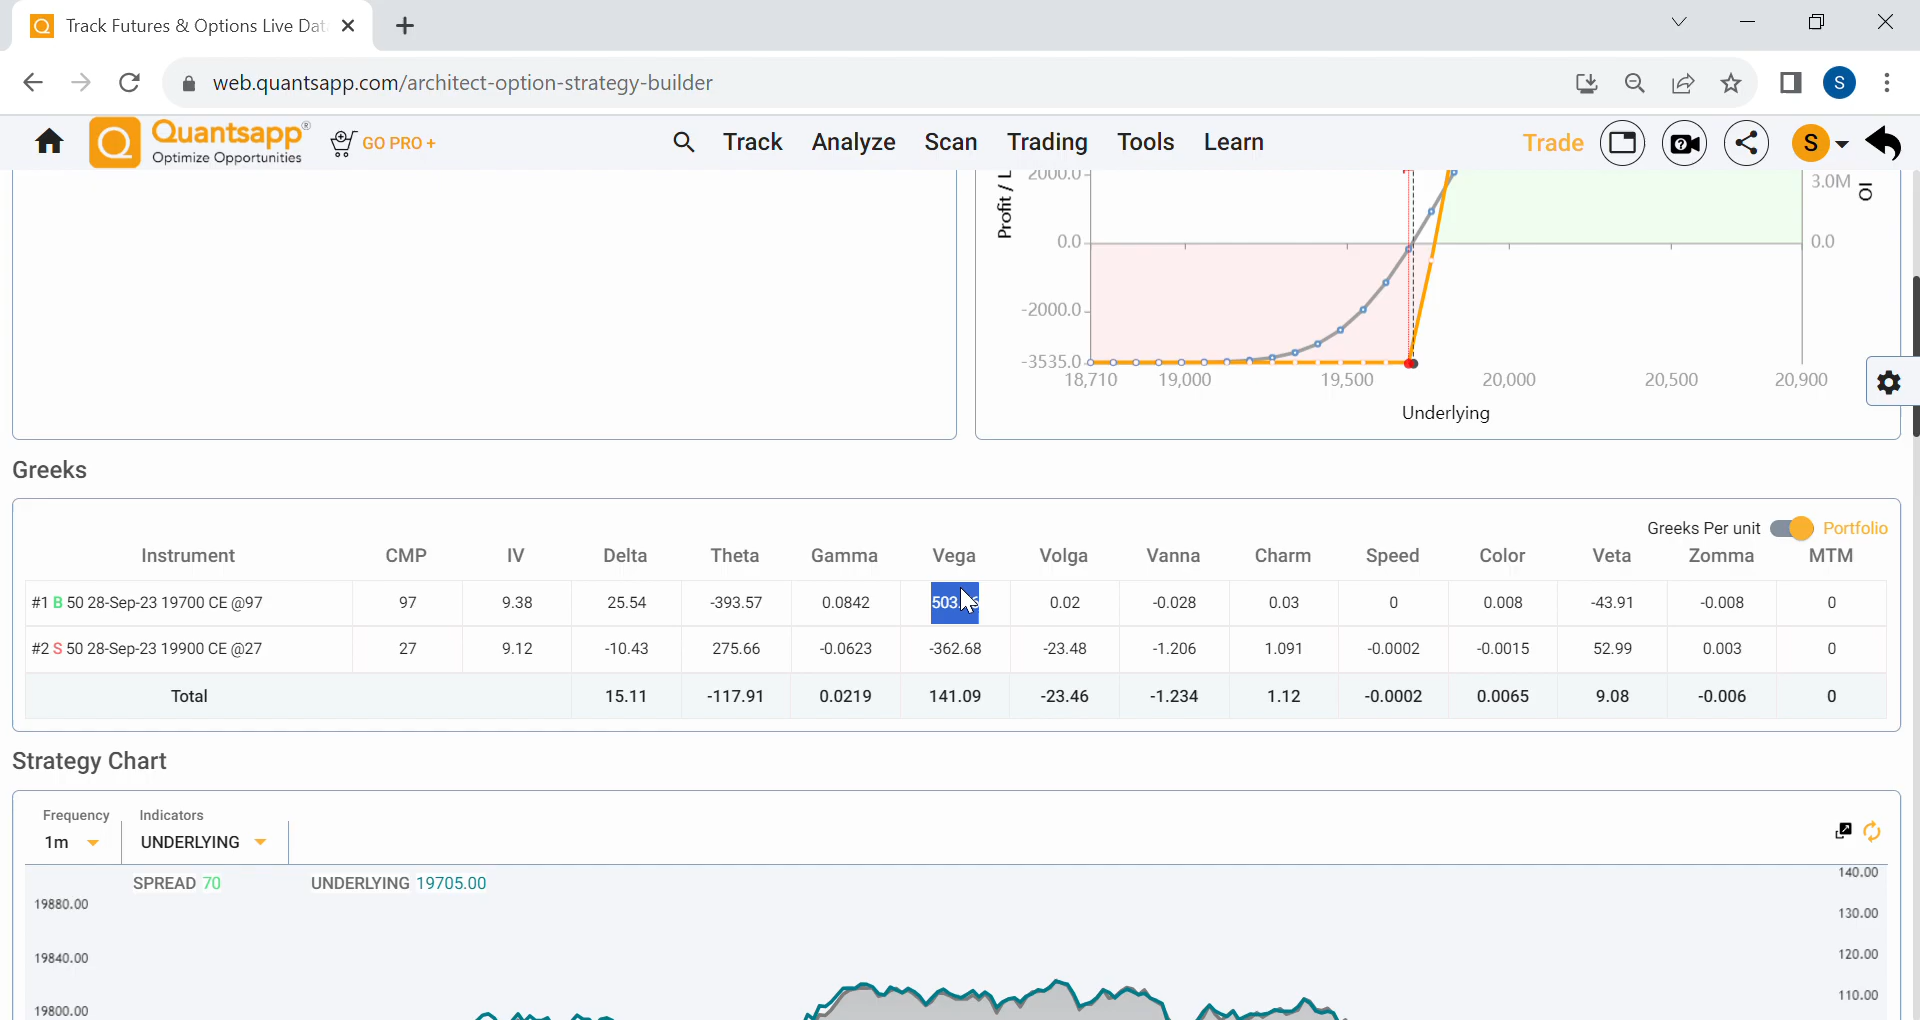 Track Futures & Options Live Dat
web.quantsapp.com/architect-option-strategy-builder
S
Quantsapp®
Optimize Opportunities
GO PRO +
Track Analyze Scan Trading Tools Learn
Trade
S
Profit / L
2000.0
0.0
-2000.0
-3535.0
3.0M
0.0
OI
18,710 19,000 19,500 20,000 20,500 20,900
Underlying
Greeks
Greeks Per unit Portfolio
Instrument CMP IV Delta Theta Gamma Vega Volga Vanna Charm Speed Color Veta Zomma MTM
#1 B 50 28-Sep-23 19700 CE @97 97 9.38 25.54 -393.57 0.0842 503. 0.02 -0.028 0.03 0 0.008 -43.91 -0.008 0
#2 S 50 28-Sep-23 19900 CE @27 27 9.12 -10.43 275.66 -0.0623 -362.68 -23.48 -1.206 1.091 -0.0002 -0.0015 52.99 0.003 0
Total 15.11 -117.91 0.0219 141.09 -23.46 -1.234 1.12 -0.0002 0.0065 9.08 -0.006 0
Strategy Chart
Frequency Indicators
1m UNDERLYING
SPREAD 70 UNDERLYING 19705.00
19880.00
19840.00
19800.00
140.00
130.00
120.00
110.00